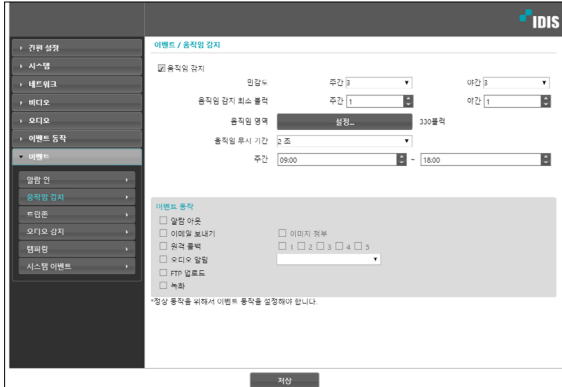 IDIS
간편 설정
시스템
네트워크
비디오
오디오
이벤트 동작
이벤트
알람 인
움직임 감지
트립존
오디오 감지
탬퍼링
시스템 이벤트
이벤트 / 움직임 감지
움직임 감지
민감도 주간 3 야간 3
움직임 감지 최소 블럭 주간 1 야간 1
움직임 영역 설정... 330블럭
움직임 무시 기간 2 초
주간 09:00 ~ 18:00
이벤트 동작
알람 아웃
이메일 보내기 이미지 첨부
원격 콜백 1 2 3 4 5
오디오 알림
FTP 업로드
녹화
*정상 동작을 위해서 이벤트 동작을 설정해야 합니다.
저장